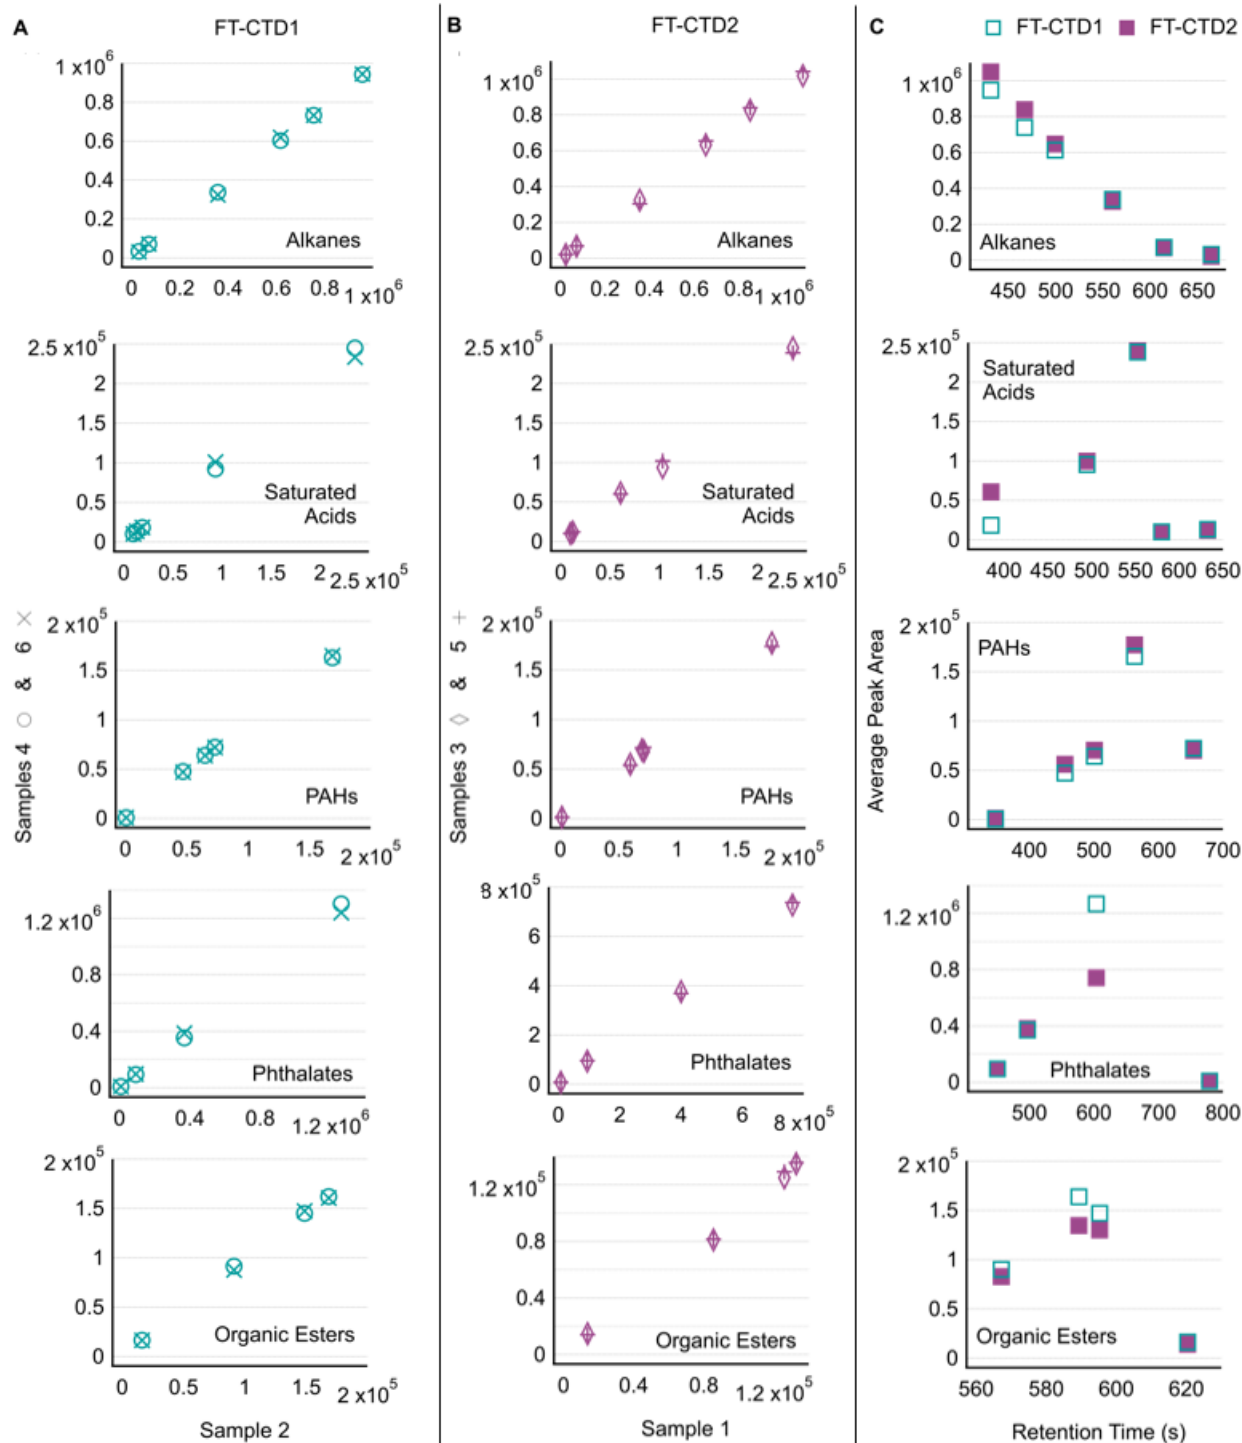 A
FT-CTD1
1 x10⁶
0.8
0.6
0.4
0.2
0
Alkanes
0 0.2 0.4 0.6 0.8
1 x10⁶
2.5 x10⁵
2
1.5
1
0.5
0
Saturated
Acids
0 1 2
2.5 x10⁵
Samples 4 & 6
2 x10⁵
1.5
1
0.5
0
PAHs
0 0.5 1 1.5
2 x10⁵
1.2 x10⁶
0.8
0.4
0
Phthalates
0 0.4 0.8
1.2 x10⁶
2 x10⁵
1
0.5
0
Organic Esters
0 0.5 1 1.5
2 x10⁵
Sample 2
B
FT-CTD2
1 x10⁶
0.8
0.6
0.4
0.2
0
Alkanes
0 0.2 0.4 0.6 0.8
1 x10⁶
2.5 x10⁵
2
1.5
1
0.5
0
Saturated
Acids
0 0.5 1 1.5 2
2.5 x10⁵
Samples 3 & 5
2 x10⁵
1.5
1
0.5
0
PAHs
0 0.5 1 1.5
2 x10⁵
8 x10⁵
6
4
2
0
Phthalates
0 2 4 6
8 x10⁵
1.2 x10⁵
0.8
0.4
0
Organic Esters
0 0.4 0.8
1.2 x10⁵
Sample 1
C
FT-CTD1 FT-CTD2
1 x10⁶
0.8
0.6
0.4
0.2
0
Alkanes
450 500 550 600 650
2.5 x10⁵
2
1.5
1
0.5
0
Saturated
Acids
400 450 500 550 600 650
Average Peak Area
2 x10⁵
1.5
1
0.5
0
PAHs
400 500 600 700
1.2 x10⁶
0.8
0.4
0
Phthalates
500 600 700 800
2 x10⁵
1.5
1
0.5
0
Organic Esters
560 580 600 620
Retention Time (s)